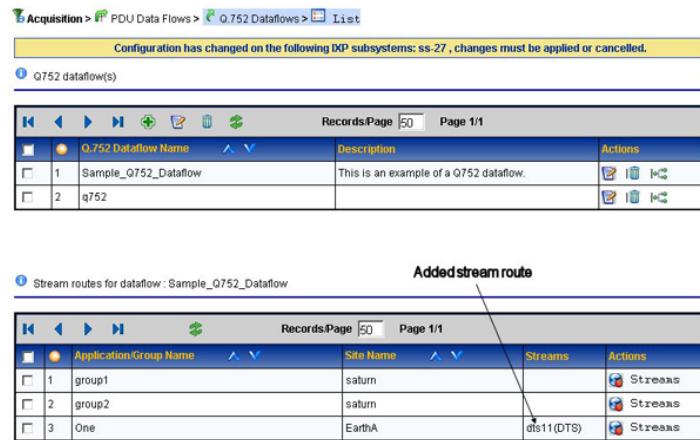 Acquisition > PDU Data Flows > Q.752 Dataflows > List
Configuration has changed on the following IXP subsystems: ss-27 , changes must be applied or cancelled.
Q752 dataflow(s)
Records/Page 50 Page 1/1
Q.752 Dataflow Name Description Actions
1 Sample_Q752_Dataflow This is an example of a Q752 dataflow.
2 q752
Added stream route
Stream routes for dataflow : Sample_Q752_Dataflow
Records/Page 50 Page 1/1
Application/Group Name Site Name Streams Actions
1 group1 saturn Streams
2 group2 saturn Streams
3 One EarthA dts11(DTS) Streams